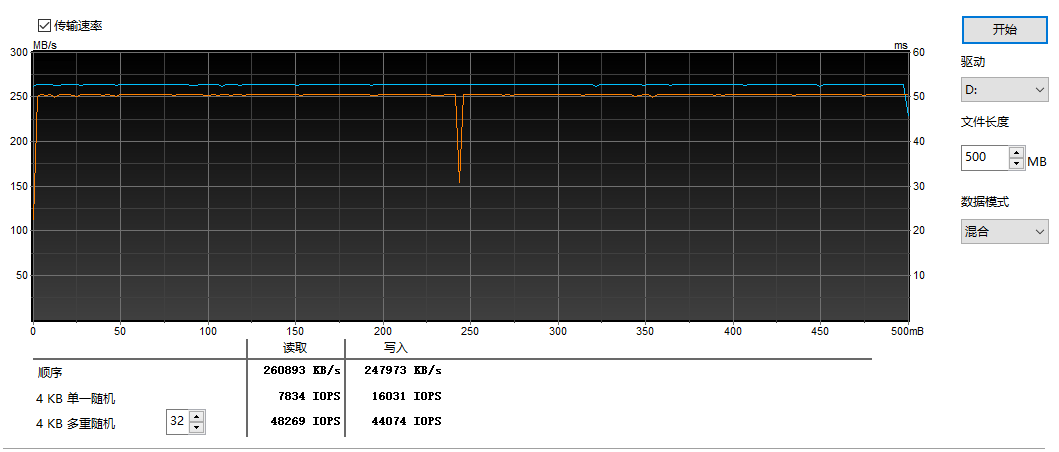 传输速率
开始
MB/s ms
300 60
驱动
250 50
D:
文件长度
200 40
500 MB
150 30
数据模式
100 20
混合
50 10
0 50 100 150 200 250 300 350 400 450 500mB
读取 写入
顺序 260893 KB/s 247973 KB/s
4 KB 单一随机 7834 IOPS 16031 IOPS
4 KB 多重随机 32 48269 IOPS 44074 IOPS